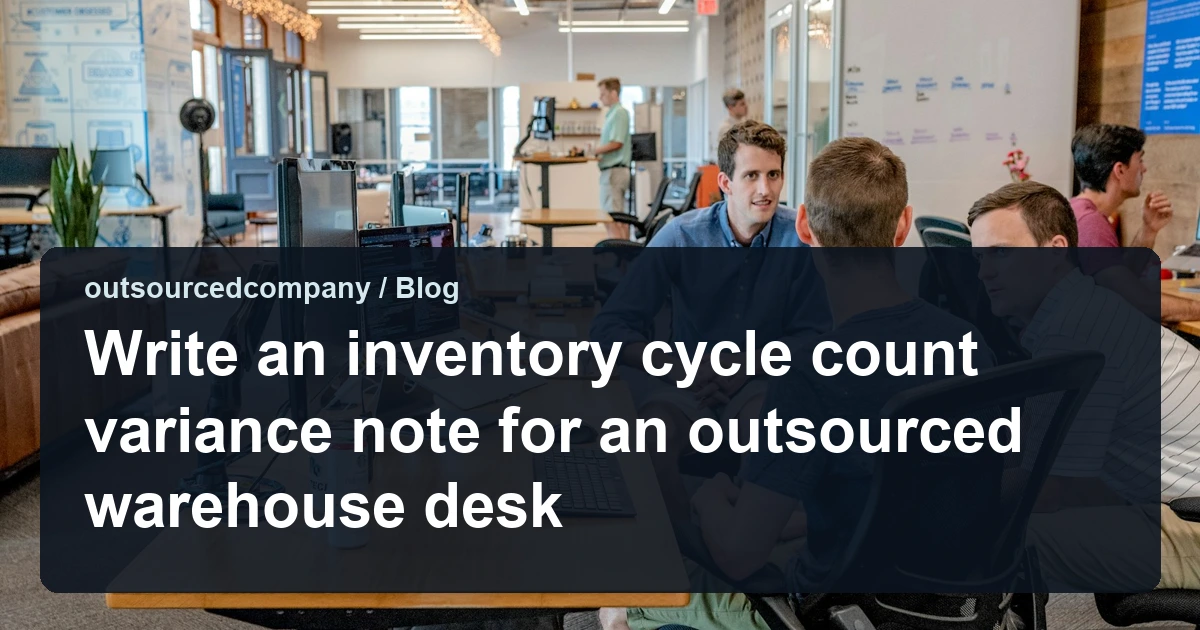 outsourcedcompany / Blog
Write an inventory cycle count
variance note for an outsourced
warehouse desk